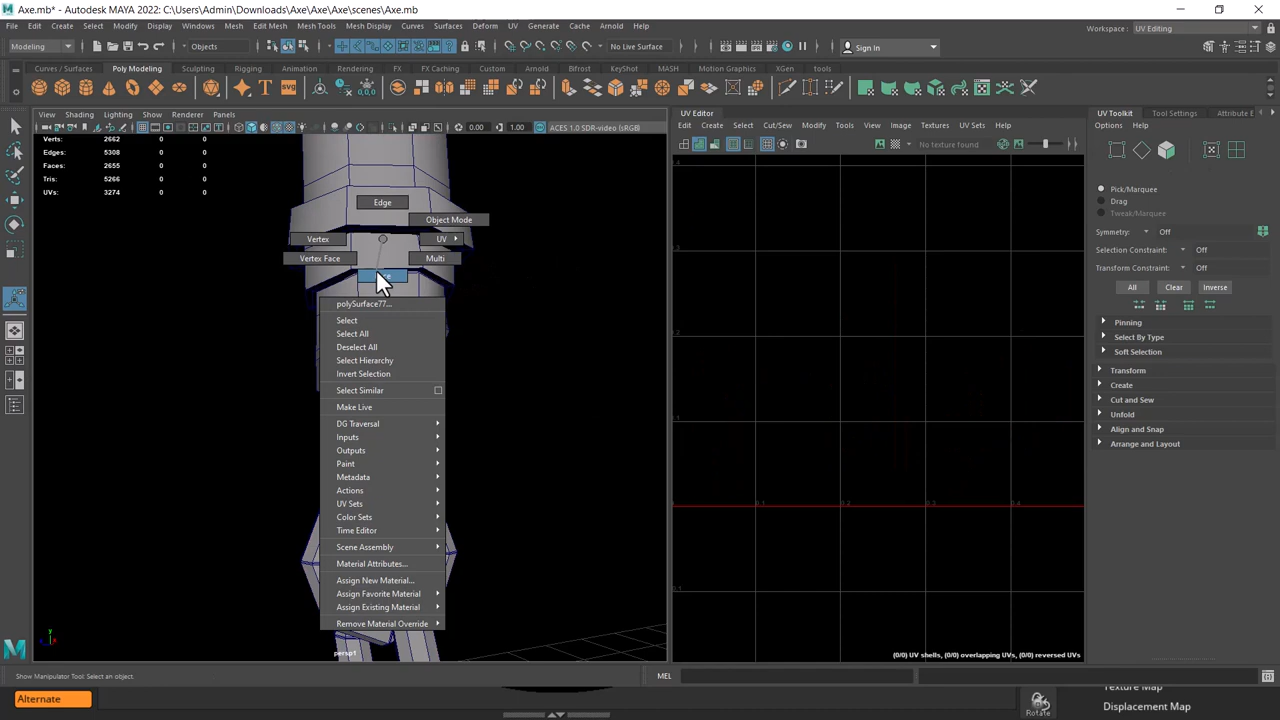 Axe.mb* - Autodesk MAYA 2022: C:\Users\Admin\Downloads\Axe\Axe\Axe\scenes\Axe.mb
File Edit Create Select Modify Display Windows Mesh Edit Mesh Mesh Tools Mesh Display Curves Surfaces Deform UV Generate Cache Arnold Help
Workspace: UV Editing
Modeling Objects No Live Surface Sign In
Curves / Surfaces Poly Modeling Sculpting Rigging Animation Rendering FX FX Caching Custom Arnold Bifrost KeyShot MASH Motion Graphics XGen tools
View Shading Lighting Show Renderer Panels
0.00 1.00 ACES 1.0 SDR-video (sRGB)
Verts: 2662 0 0
Edges: 5308 0 0
Faces: 2655 0 0
Tris: 5266 0 0
UVs: 3274 0 0
Edge
Object Mode
Vertex
UV
Vertex Face
Multi
polySurface77...
Select
Select All
Deselect All
Select Hierarchy
Invert Selection
Select Similar
Make Live
DG Traversal
Inputs
Outputs
Paint
Metadata
Actions
UV Sets
Color Sets
Time Editor
Scene Assembly
Material Attributes...
Assign New Material...
Assign Favorite Material
Assign Existing Material
Remove Material Override
persp1
UV Editor
Edit Create Select Cut/Sew Modify Tools View Image Textures UV Sets Help
No texture found
0.1 0.2 0.3 0.4
(0/0) UV shells, (0/0) overlapping UVs, (0/0) reversed UVs
UV Toolkit Tool Settings Attribute E
Options Help
Pick/Marquee
Drag
Tweak/Marquee
Symmetry: Off
Selection Constraint: Off
Transform Constraint: Off
All Clear Inverse
Pinning
Select By Type
Soft Selection
Transform
Create
Cut and Sew
Unfold
Align and Snap
Arrange and Layout
Show Manipulator Tool: Select an object.
MEL
Alternate
Rotate
Texture Map
Displacement Map